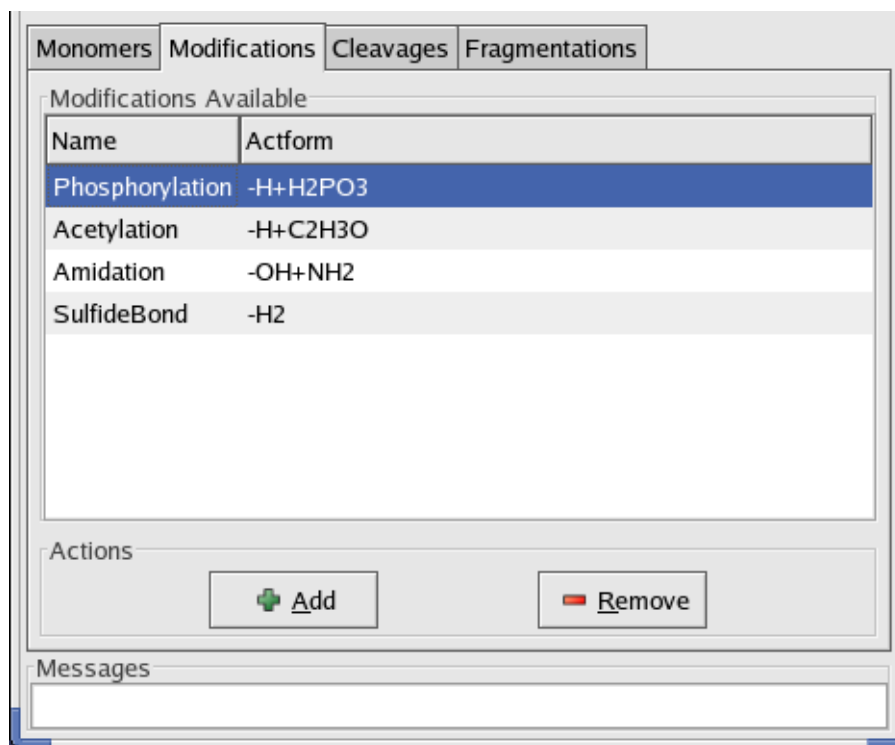 Monomers Modifications Cleavages Fragmentations
Modifications Available
Name Actform
Phosphorylation -H+H2PO3
Acetylation -H+C2H3O
Amidation -OH+NH2
SulfideBond -H2
Actions
Add Remove
Messages